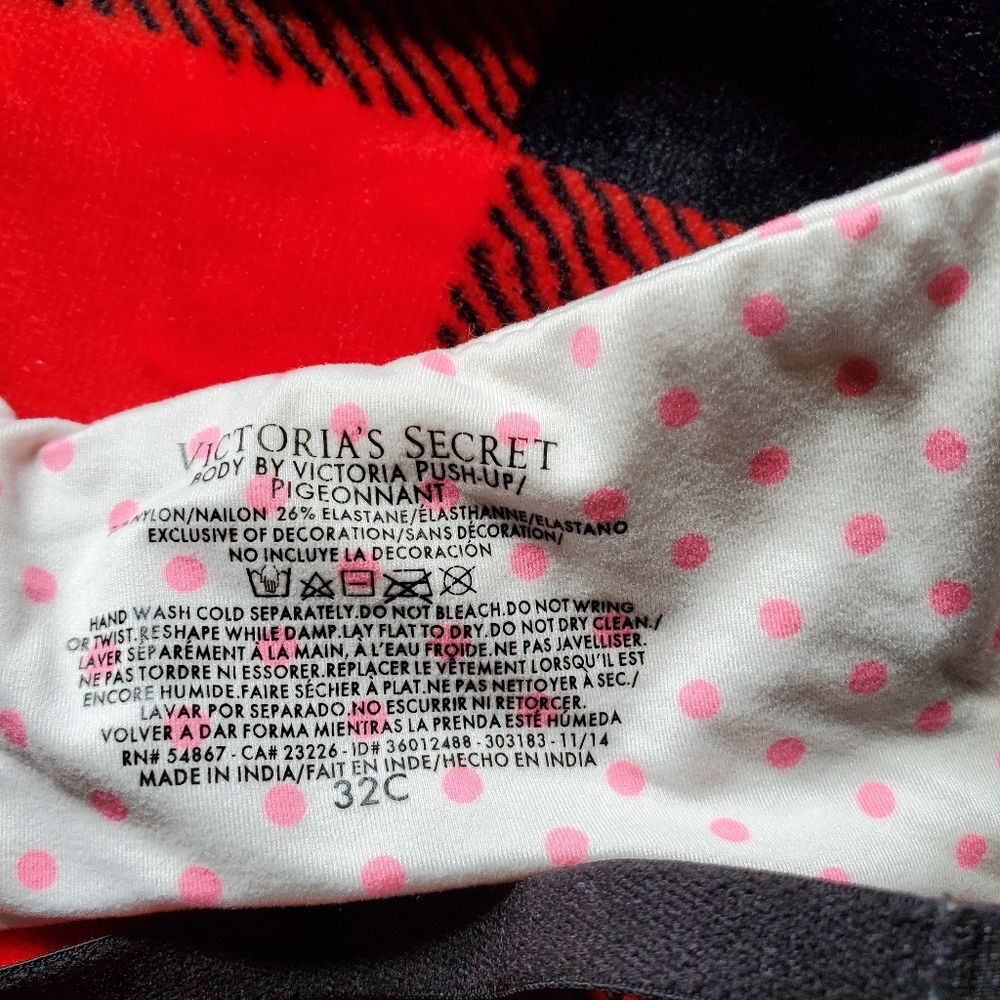 VICTORIA'S SECRET
BODY BY VICTORIA PUSH-UP/
PIGEONNANT
NYLON/NAILON 26% ELASTANE/ÉLASTHANNE/ELASTANO
EXCLUSIVE OF DECORATION/SANS DÉCORATION/
NO INCLUYE LA DECORACIÓN
HAND WASH COLD SEPARATELY.DO NOT BLEACH.DO NOT WRING
OR TWIST.RESHAPE WHILE DAMP.LAY FLAT TO DRY.DO NOT DRY CLEAN./
LAVER SÉPARÉMENT À LA MAIN, À L'EAU FROIDE.NE PAS JAVELLISER.
NE PAS TORDRE NI ESSORER.REPLACER LE VÊTEMENT LORSQU'IL EST
ENCORE HUMIDE.FAIRE SÉCHER À PLAT.NE PAS NETTOYER À SEC./
LAVAR POR SEPARADO.NO ESCURRIR NI RETORCER.
VOLVER A DAR FORMA MIENTRAS LA PRENDA ESTÉ HÚMEDA
RN# 54867 - CA# 23226 - ID# 36012488 - 303183 - 11/14
MADE IN INDIA/FAIT EN INDE/HECHO EN INDIA
32C